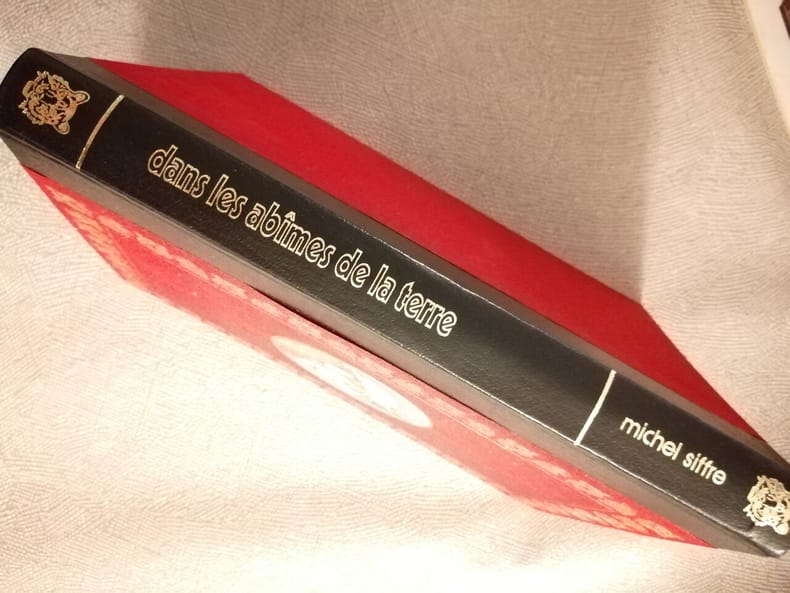 dans les abîmes de la terre
michel siffre